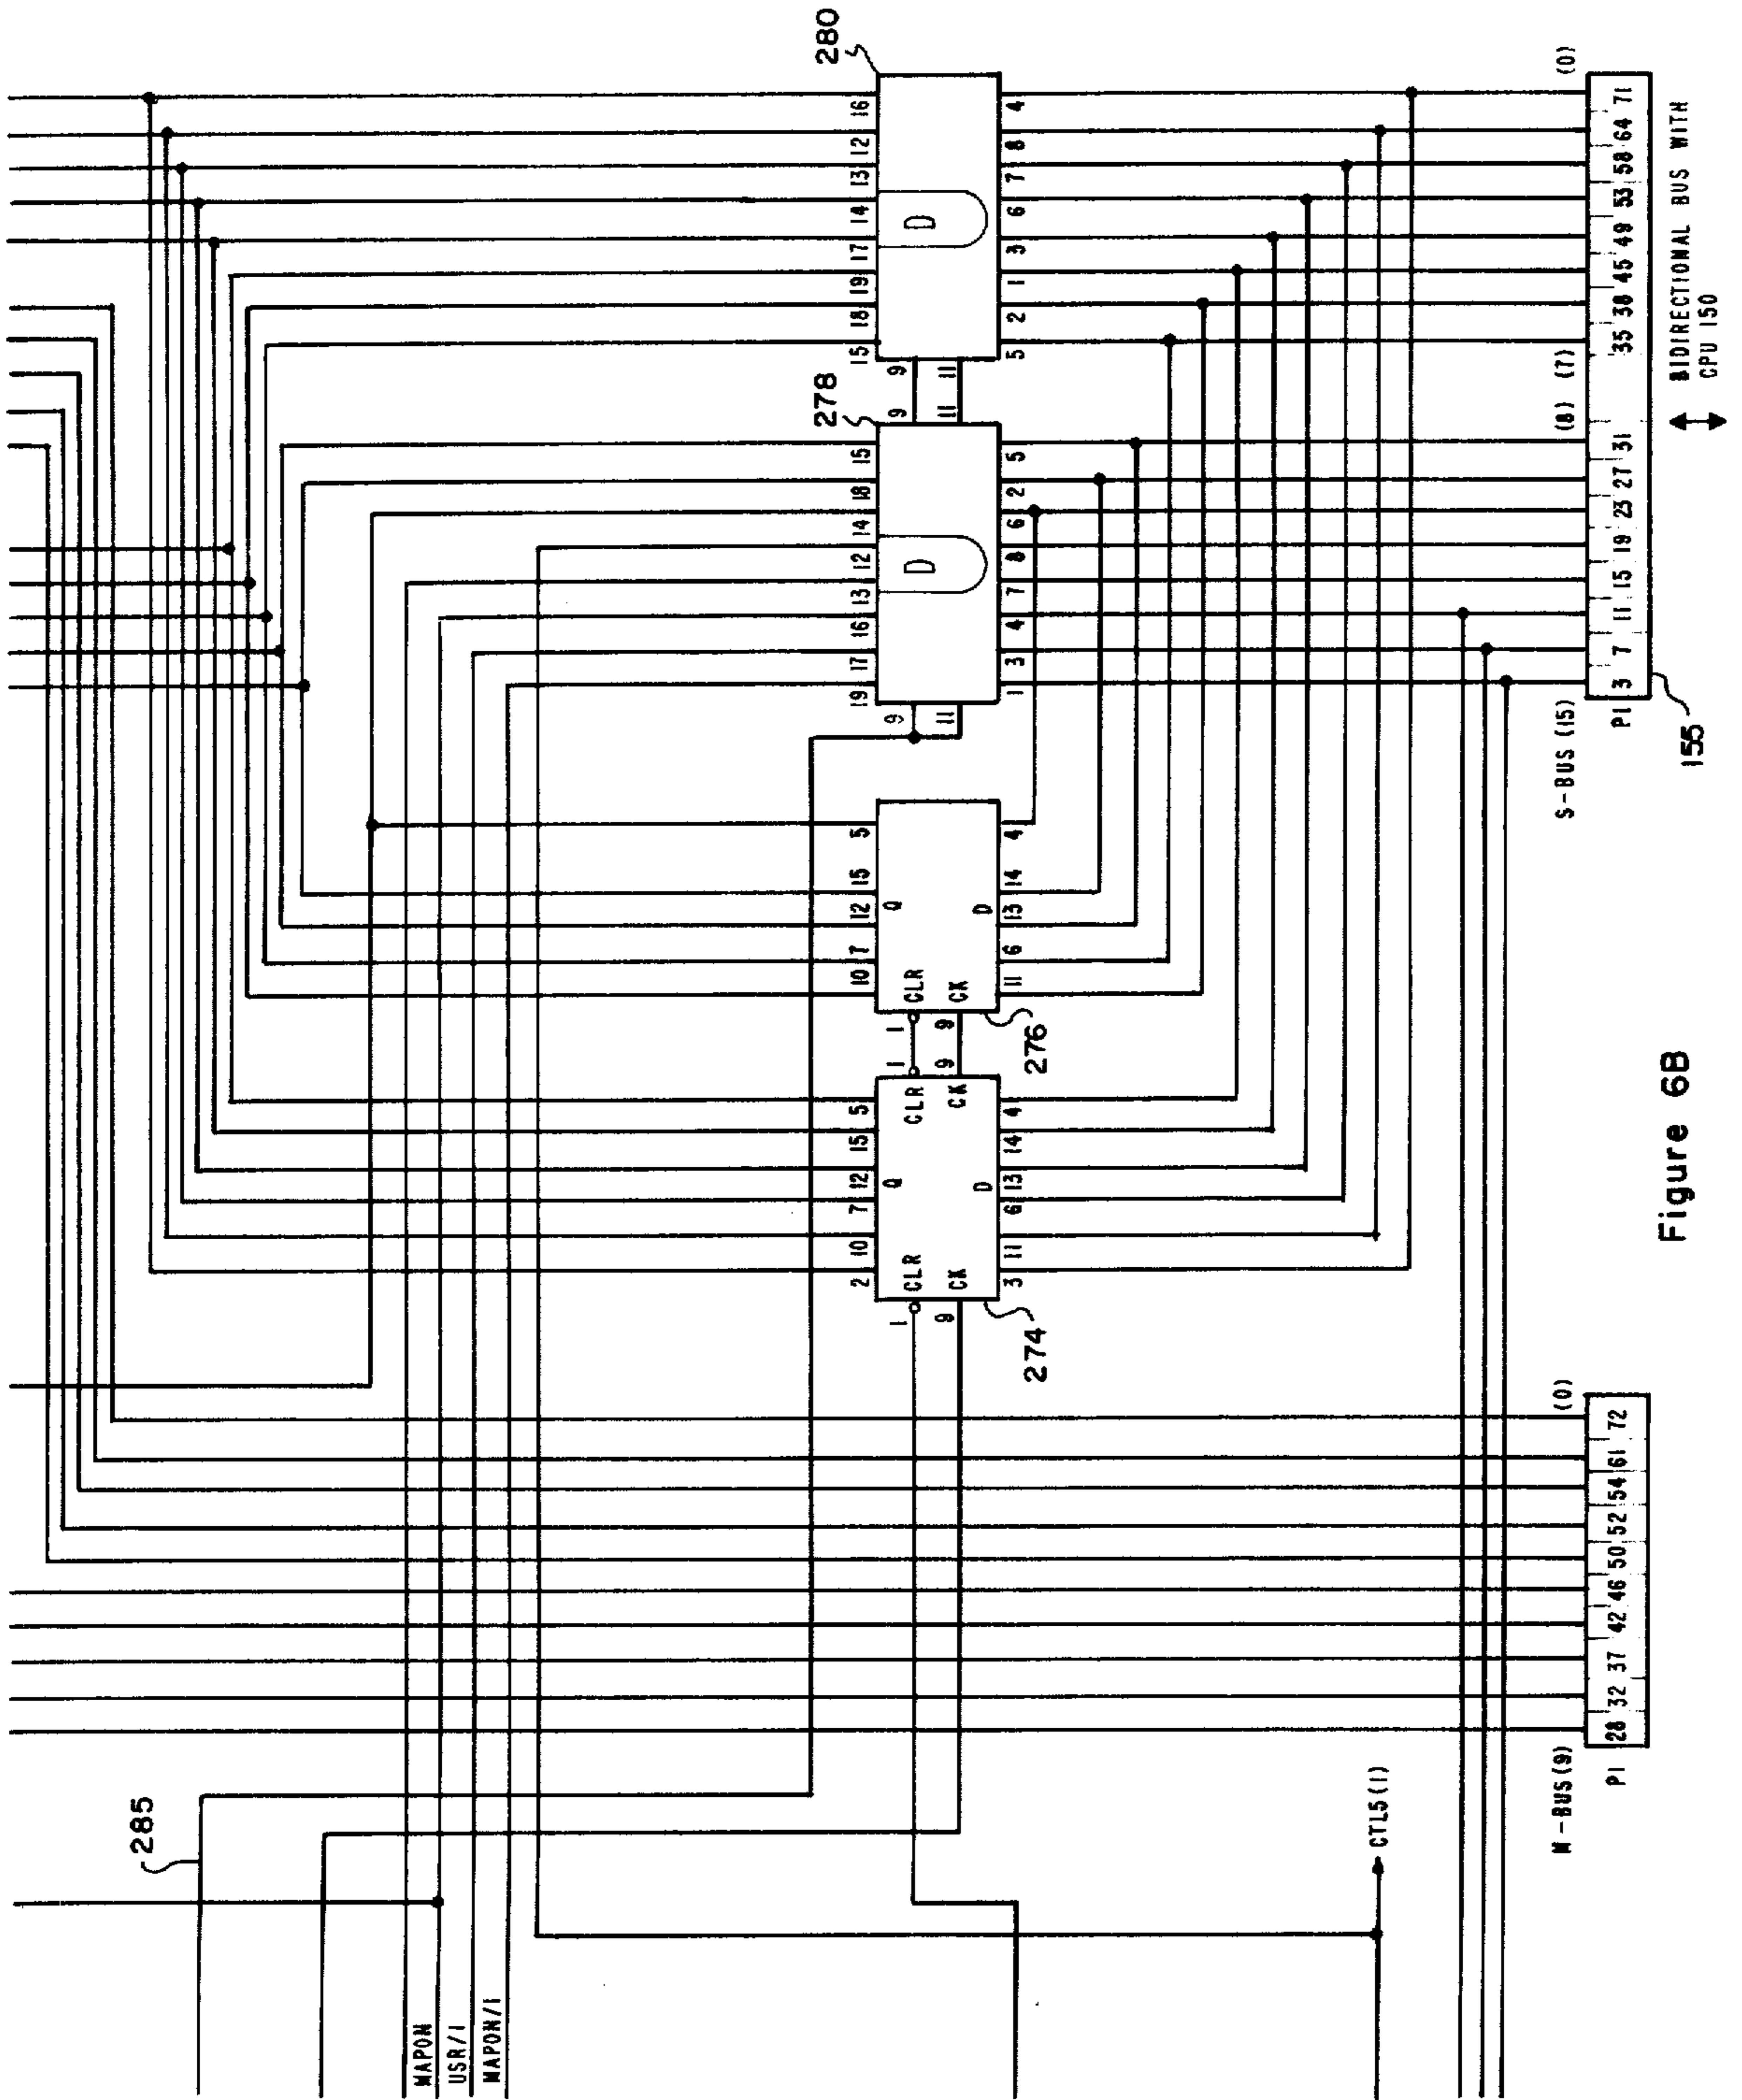 285
MAPON
USR/1
MAPON/1
278 280
2 10 7 12 15 5 10 7 12 15 5 19 17 16 13 12 14 18 15 15 18 19 17 14 13 12 16
1 Q 1 1 Q 9 9 9
CLR CLR CLR D D
9 CK CK 9 9 CK 11 11 11
D D
3 11 6 13 14 4 11 6 13 14 4 1 3 4 7 8 6 2 5 5 2 1 3 6 7 8 4
274 276
CTL5(1)
M-BUS(9) (0) S-BUS (15) (8) (7) (0)
P1 28 32 37 42 46 50 52 54 61 72 P1 3 7 11 15 19 23 27 31 35 38 45 49 53 58 64 71
155
BIDIRECTIONAL BUS WITH
CPU 150
Figure 6B